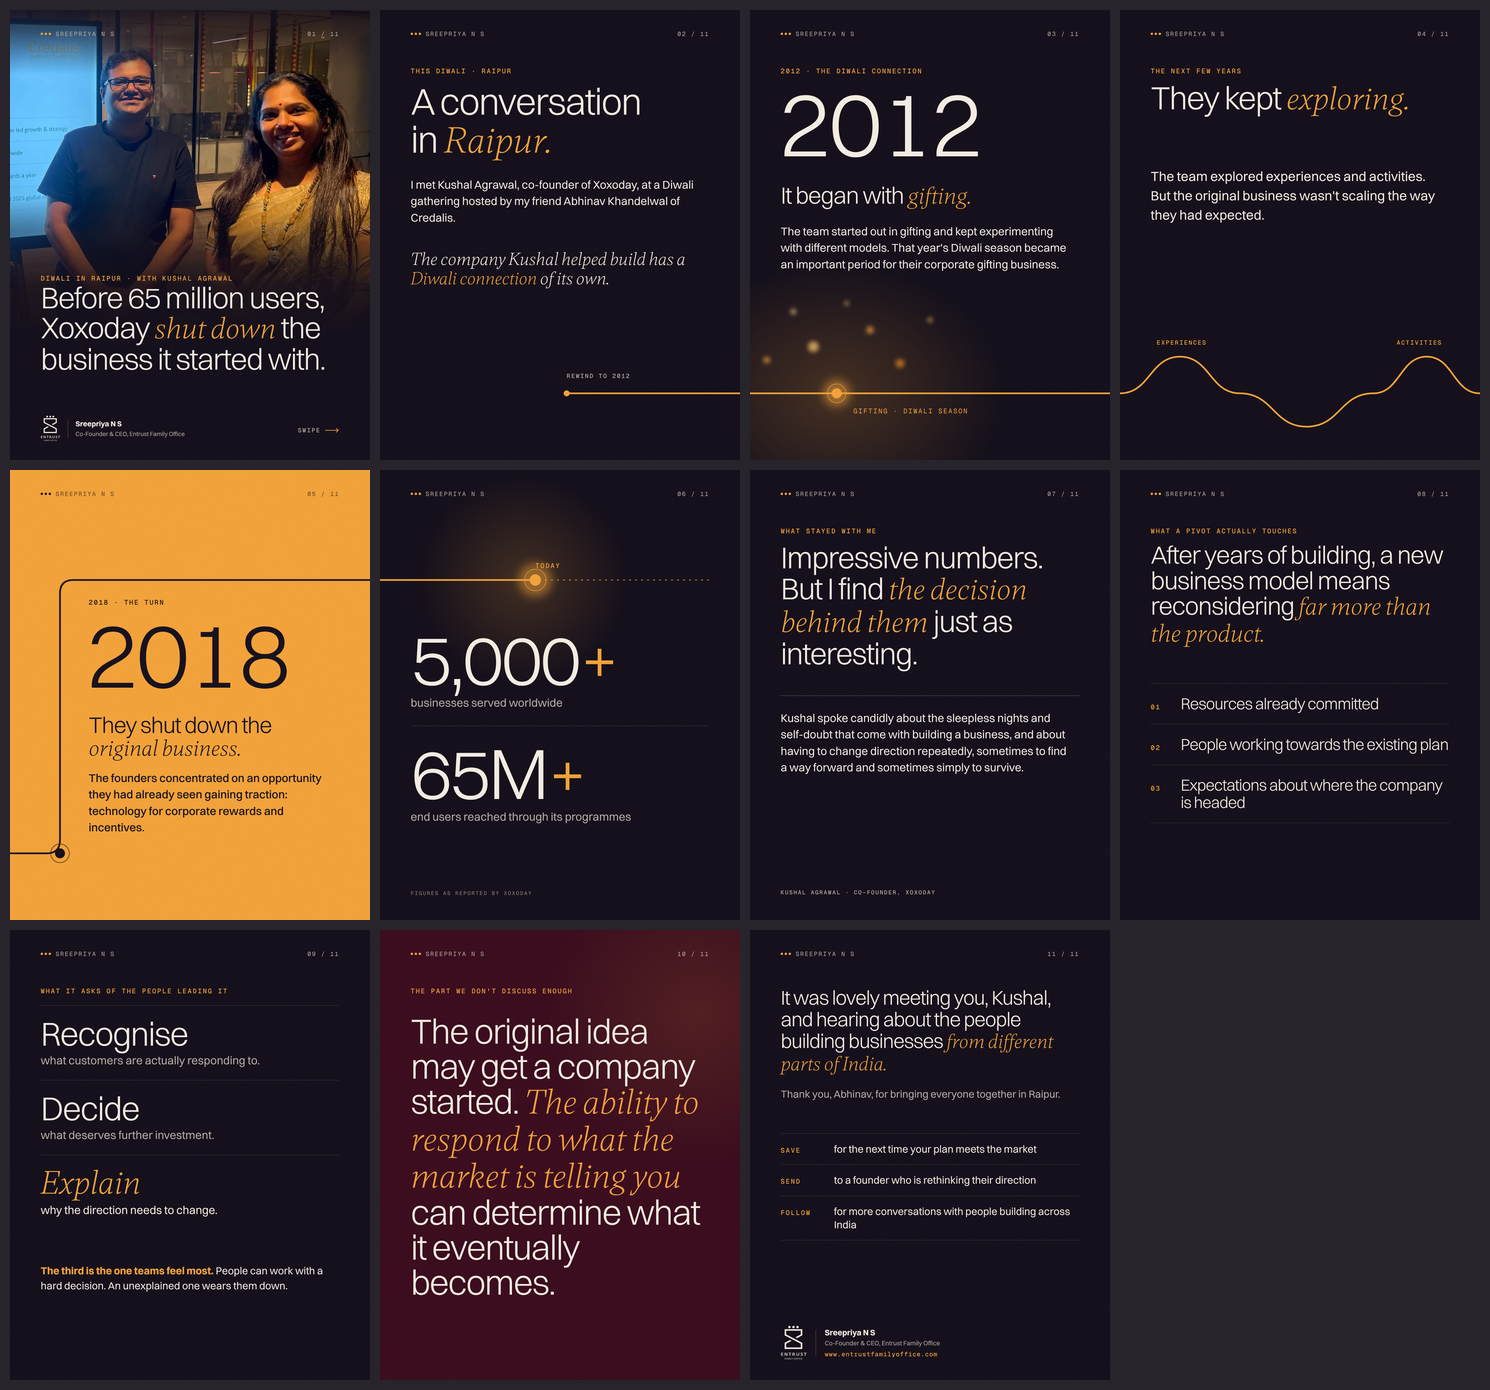 SREEPRIYA N S
01 / 11
Credalis
DIWALI IN RAIPUR · WITH KUSHAL AGRAWAL
Before 65 million users,
Xoxoday shut down the
business it started with.
ENTRUST
Sreepriya N S
Co-Founder & CEO, Entrust Family Office
SWIPE
SREEPRIYA N S
02 / 11
THIS DIWALI · RAIPUR
A conversation
in Raipur.
I met Kushal Agrawal, co-founder of Xoxoday, at a Diwali
gathering hosted by my friend Abhinav Khandelwal of
Credalis.
The company Kushal helped build has a
Diwali connection of its own.
REWIND TO 2012
SREEPRIYA N S
03 / 11
2012 · THE DIWALI CONNECTION
2012
It began with gifting.
The team started out in gifting and kept experimenting
with different models. That year's Diwali season became
an important period for their corporate gifting business.
GIFTING · DIWALI SEASON
SREEPRIYA N S
04 / 11
THE NEXT FEW YEARS
They kept exploring.
The team explored experiences and activities.
But the original business wasn't scaling the way
they had expected.
EXPERIENCES
ACTIVITIES
SREEPRIYA N S
05 / 11
2018 · THE TURN
2018
They shut down the
original business.
The founders concentrated on an opportunity
they had already seen gaining traction:
technology for corporate rewards and
incentives.
SREEPRIYA N S
06 / 11
TODAY
5,000+
businesses served worldwide
65M+
end users reached through its programmes
FIGURES AS REPORTED BY XOXODAY
SREEPRIYA N S
07 / 11
WHAT STAYED WITH ME
Impressive numbers.
But I find the decision
behind them just as
interesting.
Kushal spoke candidly about the sleepless nights and
self-doubt that come with building a business, and about
having to change direction repeatedly, sometimes to find
a way forward and sometimes simply to survive.
KUSHAL AGRAWAL · CO-FOUNDER, XOXODAY
SREEPRIYA N S
08 / 11
WHAT A PIVOT ACTUALLY TOUCHES
After years of building, a new
business model means
reconsidering far more than
the product.
01 Resources already committed
02 People working towards the existing plan
03 Expectations about where the company
is headed
SREEPRIYA N S
09 / 11
WHAT IT ASKS OF THE PEOPLE LEADING IT
Recognise
what customers are actually responding to.
Decide
what deserves further investment.
Explain
why the direction needs to change.
The third is the one teams feel most. People can work with a
hard decision. An unexplained one wears them down.
SREEPRIYA N S
10 / 11
THE PART WE DON'T DISCUSS ENOUGH
The original idea
may get a company
started. The ability to
respond to what the
market is telling you
can determine what
it eventually
becomes.
SREEPRIYA N S
11 / 11
It was lovely meeting you, Kushal,
and hearing about the people
building businesses from different
parts of India.
Thank you, Abhinav, for bringing everyone together in Raipur.
SAVE for the next time your plan meets the market
SEND to a founder who is rethinking their direction
FOLLOW for more conversations with people building across
India
ENTRUST
Sreepriya N S
Co-Founder & CEO, Entrust Family Office
www.entrustfamilyoffice.com